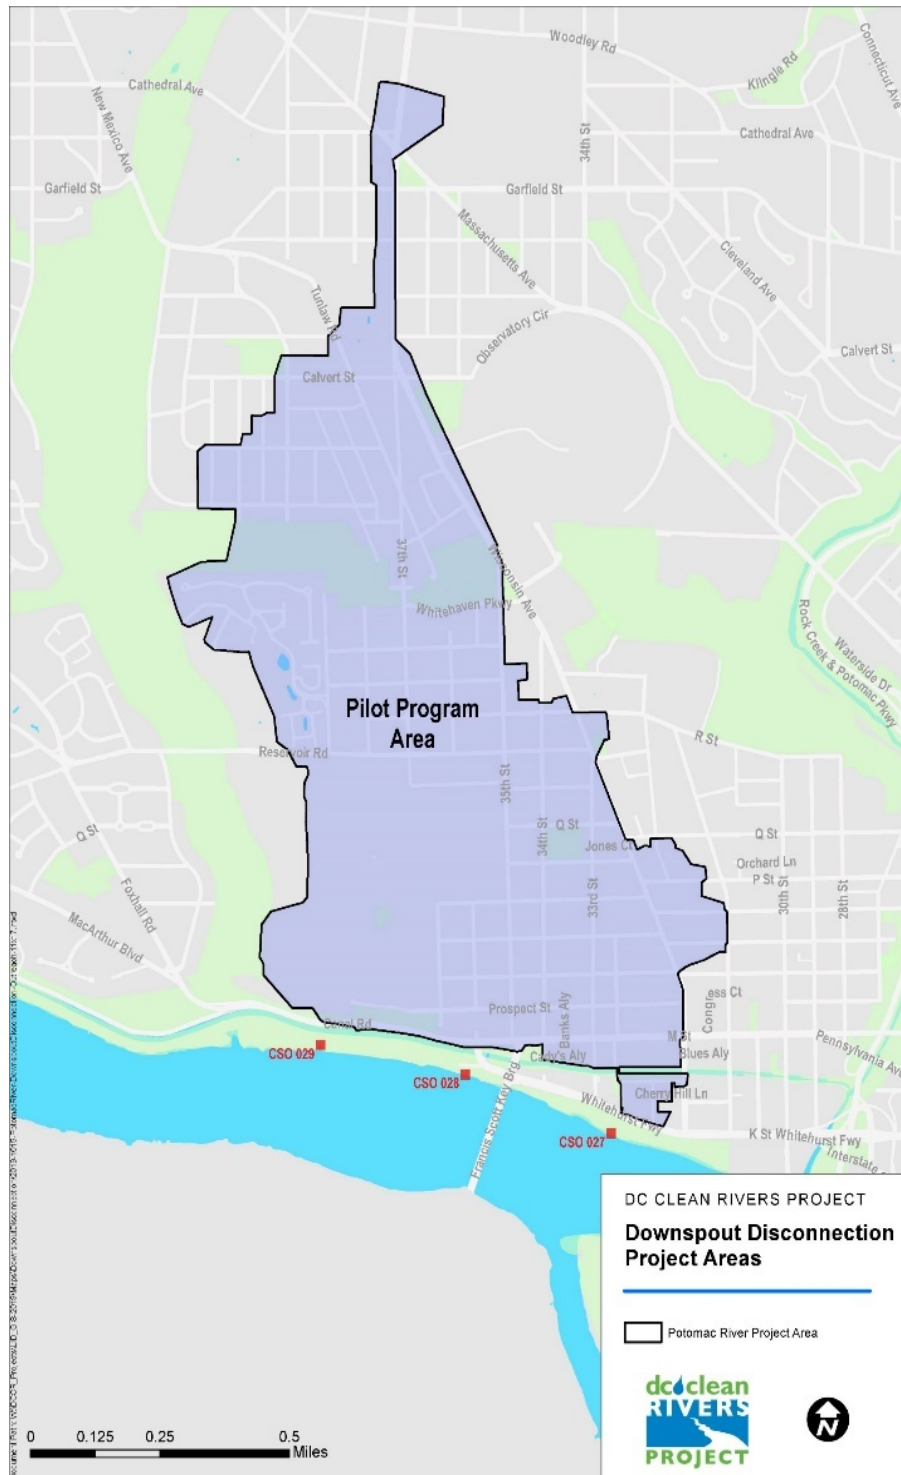 Woodley Rd
Klingle Rd
Connecticut Ave
Cathedral Ave
New Mexico Ave
34th St
Cathedral Ave
Garfield St
Garfield St
Massachusetts Ave
Cleveland Ave
Tunlaw Rd
Observatory Cir
Calvert St
Calvert St
37th St
Wisconsin Ave
Whitehaven Pkwy
Rock Creek & Potomac Pkwy
Waterside Dr
Pilot Program
Area
R St
Reservoir Rd
35th St
34th St
Q St
Q St
Q St
Jones Ct
Orchard Ln
P St
33rd St
30th St
28th St
Foxhall Rd
MacArthur Blvd
Prospect St
Banks Aly
Congress Ct
Canal Rd
M St
Pennsylvania Ave
CSO 029
Cady's Aly
Blues Aly
CSO 028
Francis Scott Key Brg
Cherry Hill Ln
Whitehurst Fwy
CSO 027
K St Whitehurst Fwy
Interstate
DC CLEAN RIVERS PROJECT
Downspout Disconnection
Project Areas
Potomac River Project Area
dc clean
RIVERS
PROJECT
N
0 0.125 0.25 0.5
Miles